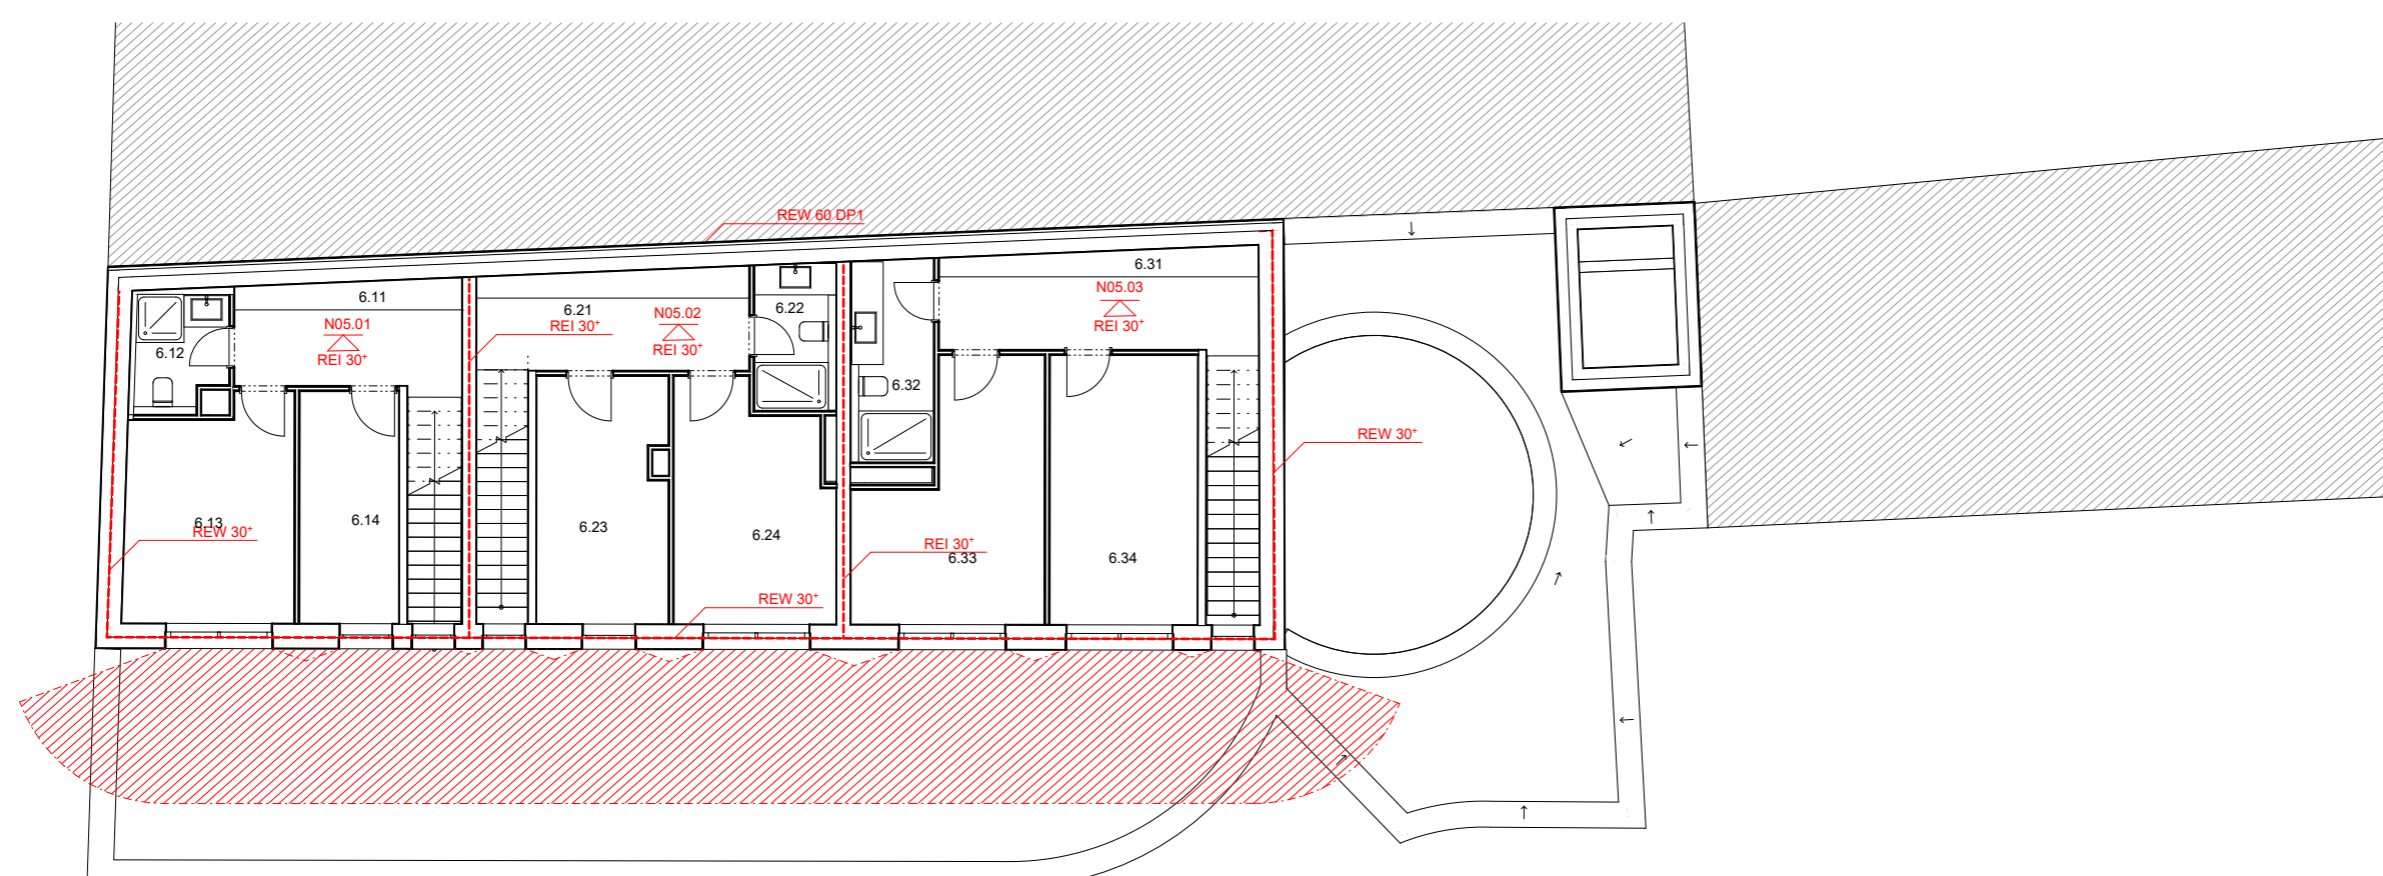 REW 60 DP1
6.31
N05.03
REI 30⁺
6.11
N05.01
REI 30⁺
6.21
REI 30⁺
N05.02
REI 30⁺
6.22
6.12
6.32
REW 30⁺
6.13
REW 30⁺
6.14
6.23
6.24
REI 30⁺
6.33
6.34
REW 30⁺